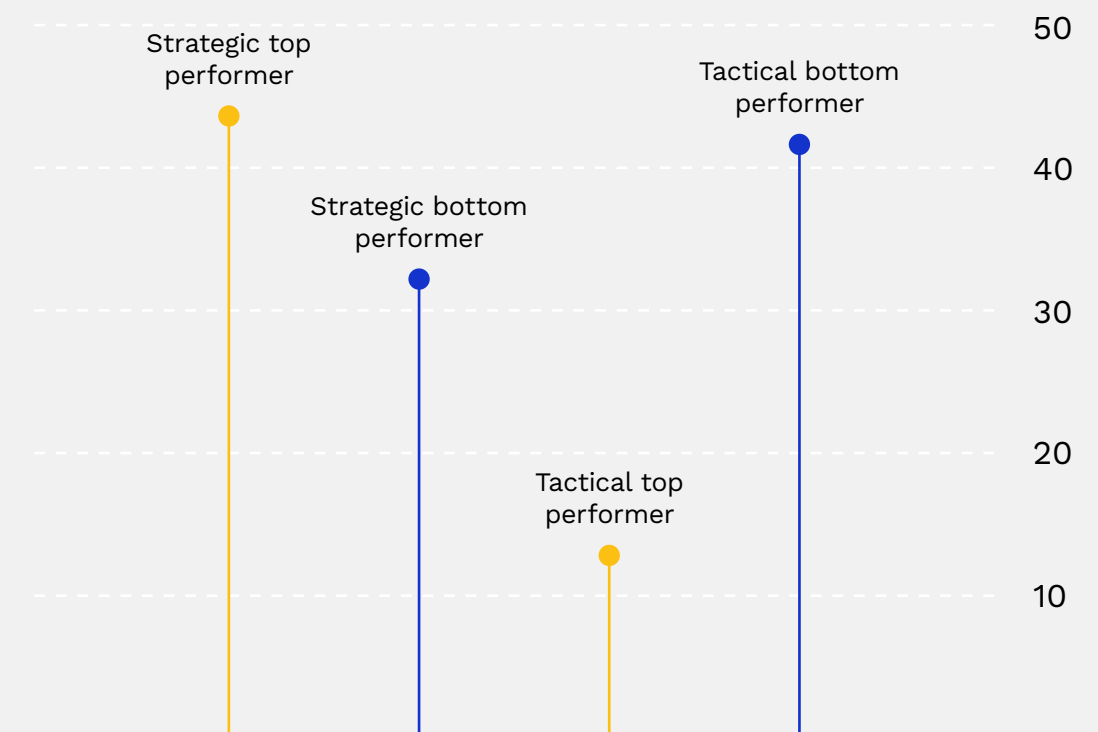 50
Strategic top
performer
Tactical bottom
performer
40
Strategic bottom
performer
30
20
Tactical top
performer
10